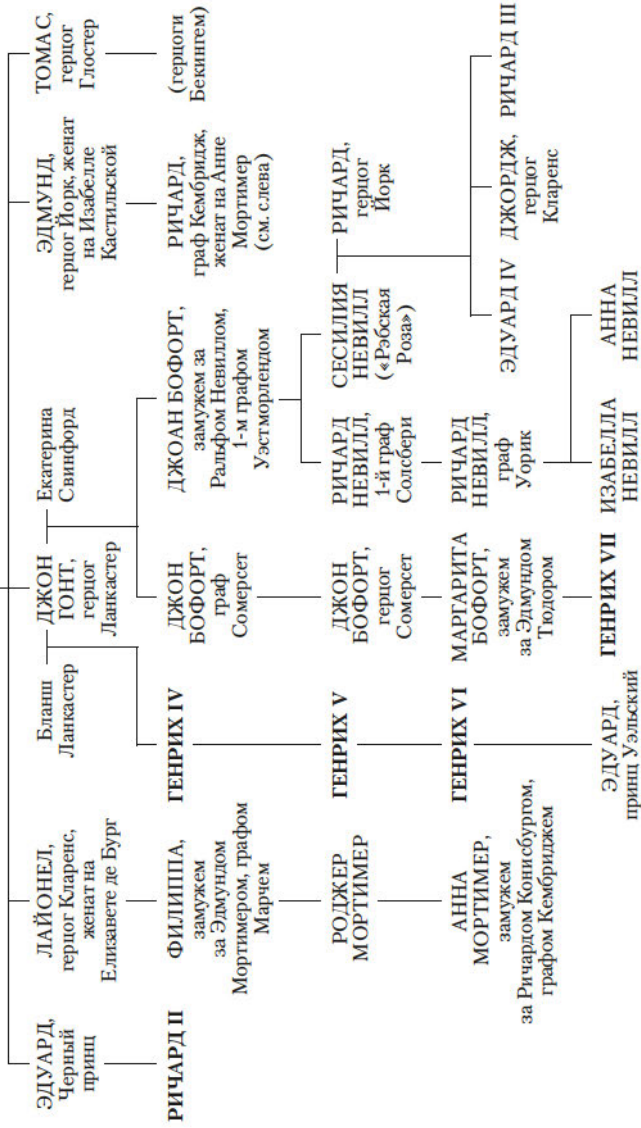 ЭДУАРД,
Черный
принц
ЛАЙОНЕЛ,
герцог Кларенс,
женат на
Елизавете де Бург
Бланш
Ланкастер
ДЖОН
ГОНТ,
герцог
Ланкастер
Екатерина
Свинфорд
ЭДМУНД,
герцог Йорк, женат
на Изабелле
Кастильской
ТОМАС,
герцог
Глостер
РИЧАРД II
ФИЛИППА,
замужем
за Эдмундом
Мортимером, графом
Марчем
ГЕНРИХ IV
ДЖОН
БОФОРТ,
граф
Сомерсет
ДЖОАН БОФОРТ,
замужем за
Ральфом Невиллом,
1-м графом
Уэстморлендом
РИЧАРД,
граф Кембридж,
женат на Анне
Мортимер
(см. слева)
(герцоги
Бекингем)
РОДЖЕР
МОРТИМЕР
ГЕНРИХ V
ДЖОН
БОФОРТ,
герцог
Сомерсет
РИЧАРД
НЕВИЛЛ,
1-й граф
Солсбери
СЕСИЛИЯ
НЕВИЛЛ
(«Рэбская
Роза»)
РИЧАРД,
герцог
Йорк
АННА
МОРТИМЕР,
замужем
за Ричардом Конисбургом,
графом Кембриджем
ГЕНРИХ VI
МАРГАРИТА
БОФОРТ,
замужем
за Эдмундом
Тюдором
РИЧАРД
НЕВИЛЛ,
граф
Уорик
ЭДУАРД IV
ДЖОРДЖ,
герцог
Кларенс
РИЧАРД III
ЭДУАРД,
принц Уэльский
ГЕНРИХ VII
ИЗАБЕЛЛА
НЕВИЛЛ
АННА
НЕВИЛЛ